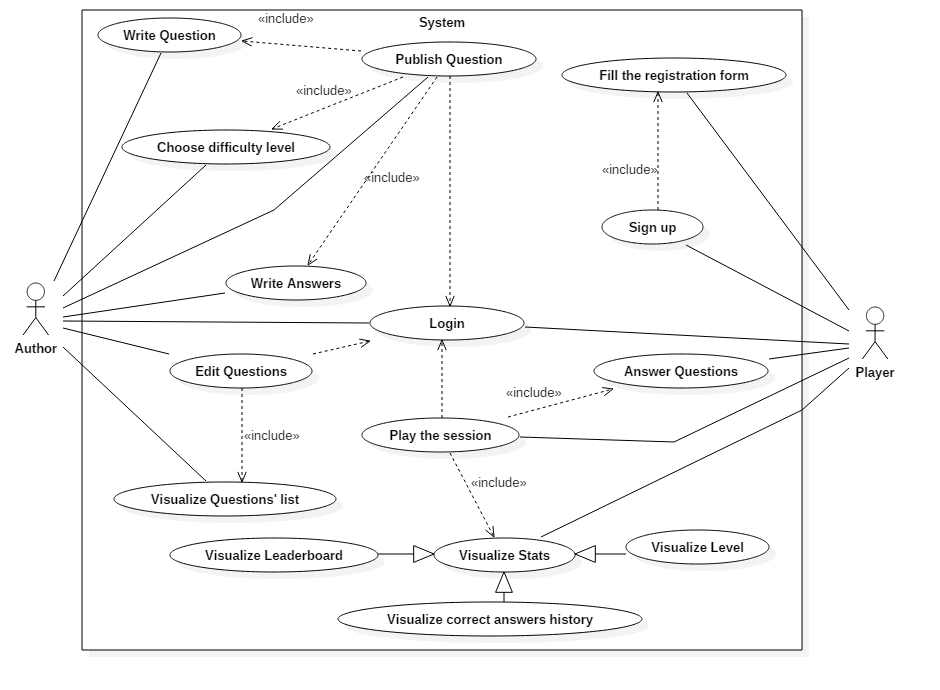 «include»
System
Write Question
Publish Question
Fill the registration form
«include»
Choose difficulty level
«include»
«include»
Sign up
Write Answers
Login
Author
Player
Edit Questions
Answer Questions
«include»
Play the session
«include»
«include»
Visualize Questions' list
Visualize Leaderboard
Visualize Stats
Visualize Level
Visualize correct answers history